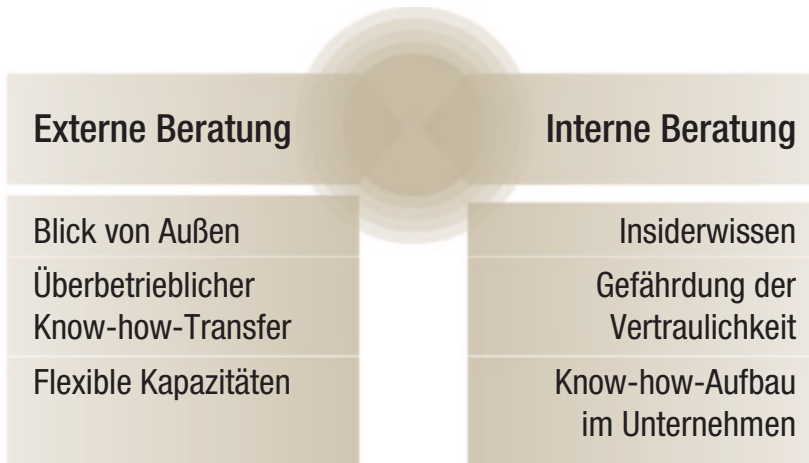 Externe Beratung
Blick von Außen
Überbetrieblicher
Know-how-Transfer
Flexible Kapazitäten
Interne Beratung
Insiderwissen
Gefährdung der
Vertraulichkeit
Know-how-Aufbau
im Unternehmen